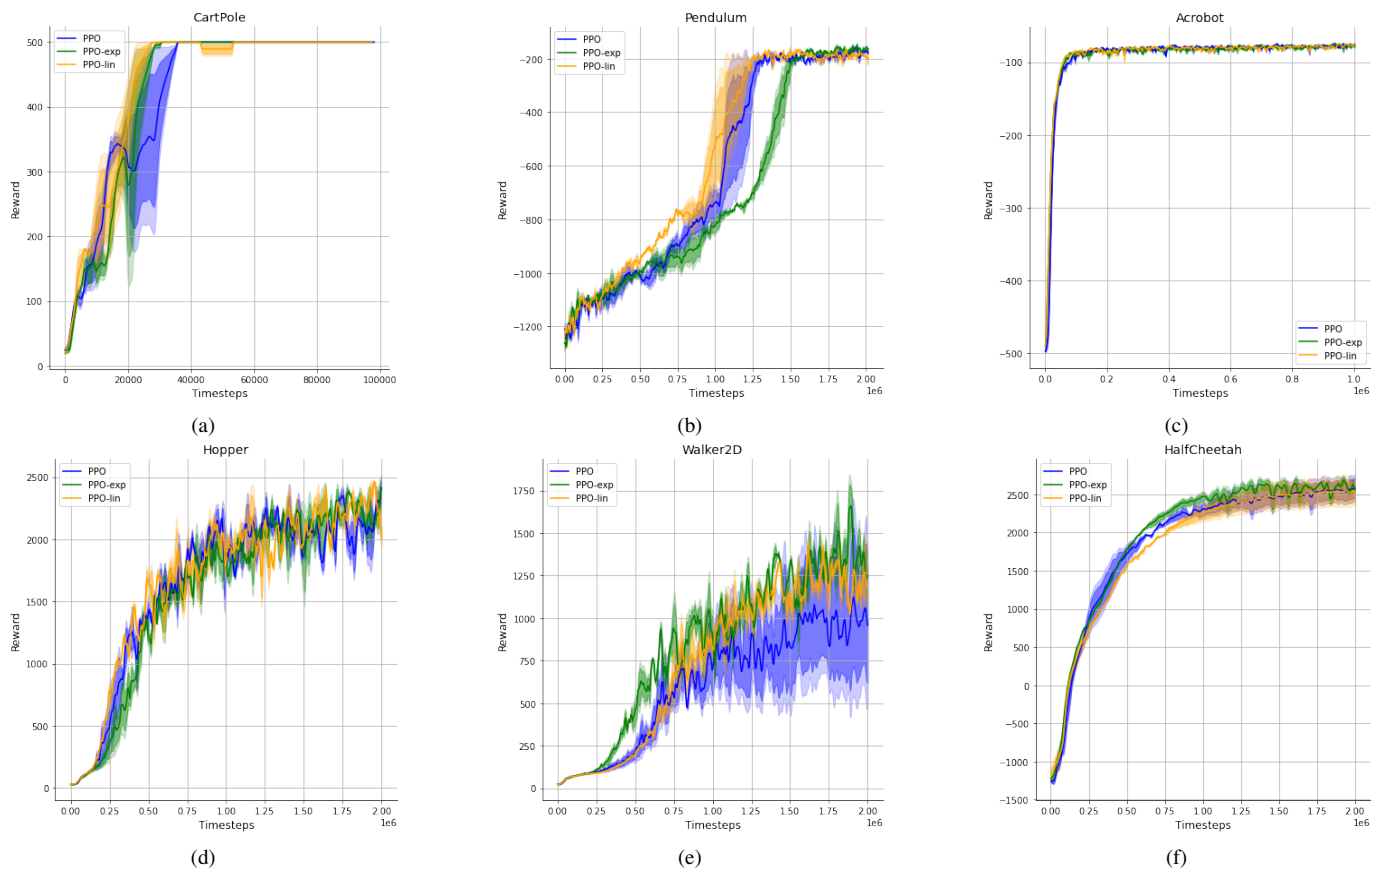 CartPole
PPO
PPO-exp
PPO-lin
500
400
300
200
100
0
Reward
0 20000 40000 60000 80000 100000
Timesteps
(a)
Pendulum
PPO
PPO-exp
PPO-lin
−200
−400
−600
−800
−1000
−1200
Reward
0.00 0.25 0.50 0.75 1.00 1.25 1.50 1.75 2.00
1e6
Timesteps
(b)
Acrobot
−100
−200
−300
−400
−500
Reward
PPO
PPO-exp
PPO-lin
0.0 0.2 0.4 0.6 0.8 1.0
1e6
Timesteps
(c)
Hopper
PPO
PPO-exp
PPO-lin
2500
2000
1500
1000
500
0
Reward
0.00 0.25 0.50 0.75 1.00 1.25 1.50 1.75 2.00
1e6
Timesteps
(d)
Walker2D
PPO
PPO-exp
PPO-lin
1750
1500
1250
1000
750
500
250
0
Reward
0.00 0.25 0.50 0.75 1.00 1.25 1.50 1.75 2.00
1e6
Timesteps
(e)
HalfCheetah
PPO
PPO-exp
PPO-lin
2500
2000
1500
1000
500
0
−500
−1000
−1500
Reward
0.00 0.25 0.50 0.75 1.00 1.25 1.50 1.75 2.00
1e6
Timesteps
(f)